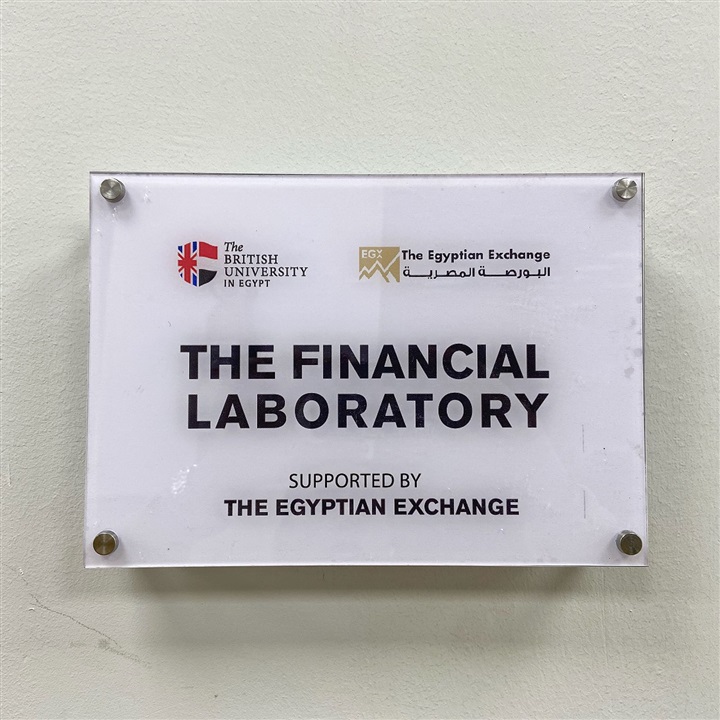 The
BRITISH
UNIVERSITY
IN EGYPT
EGX
The Egyptian Exchange
البورصة المصرية
THE FINANCIAL
LABORATORY
SUPPORTED BY
THE EGYPTIAN EXCHANGE